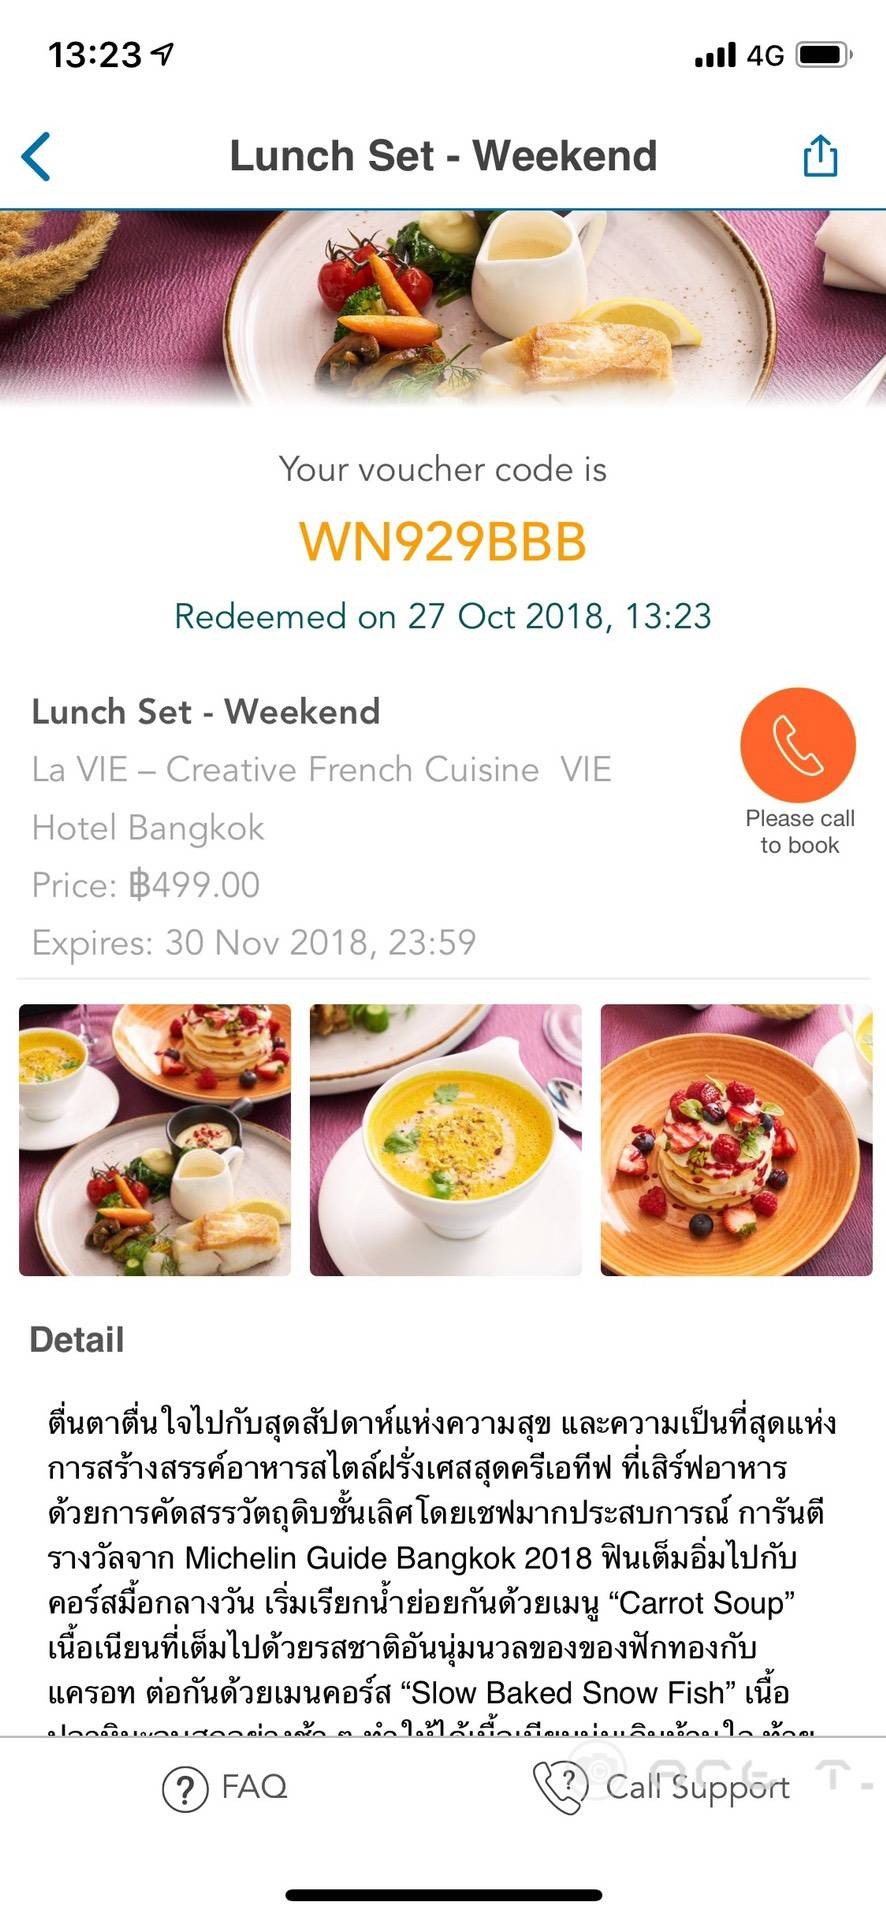 13:23
4G
Lunch Set - Weekend
Your voucher code is
WN929BBB
Redeemed on 27 Oct 2018, 13:23
Lunch Set - Weekend
La VIE – Creative French Cuisine  VIE
Hotel Bangkok
Price: ฿499.00
Expires: 30 Nov 2018, 23:59
Please call
to book
Detail
ตื่นตาตื่นใจไปกับสุดสัปดาห์แห่งความสุข และความเป็นที่สุดแห่ง
การสร้างสรรค์อาหารสไตล์ฝรั่งเศสสุดครีเอทีฟ ที่เสิร์ฟอาหาร
ด้วยการคัดสรรวัตถุดิบชั้นเลิศโดยเชฟมากประสบการณ์ การันตี
รางวัลจาก Michelin Guide Bangkok 2018 ฟินเต็มอิ่มไปกับ
คอร์สมื้อกลางวัน เริ่มเรียกน้ำย่อยกันด้วยเมนู “Carrot Soup”
เนื้อเนียนที่เต็มไปด้วยรสชาติอันนุ่มนวลของของฟักทองกับ
แครอท ต่อกันด้วยเมนคอร์ส “Slow Baked Snow Fish” เนื้อ
FAQ
Call Support
ACE T.